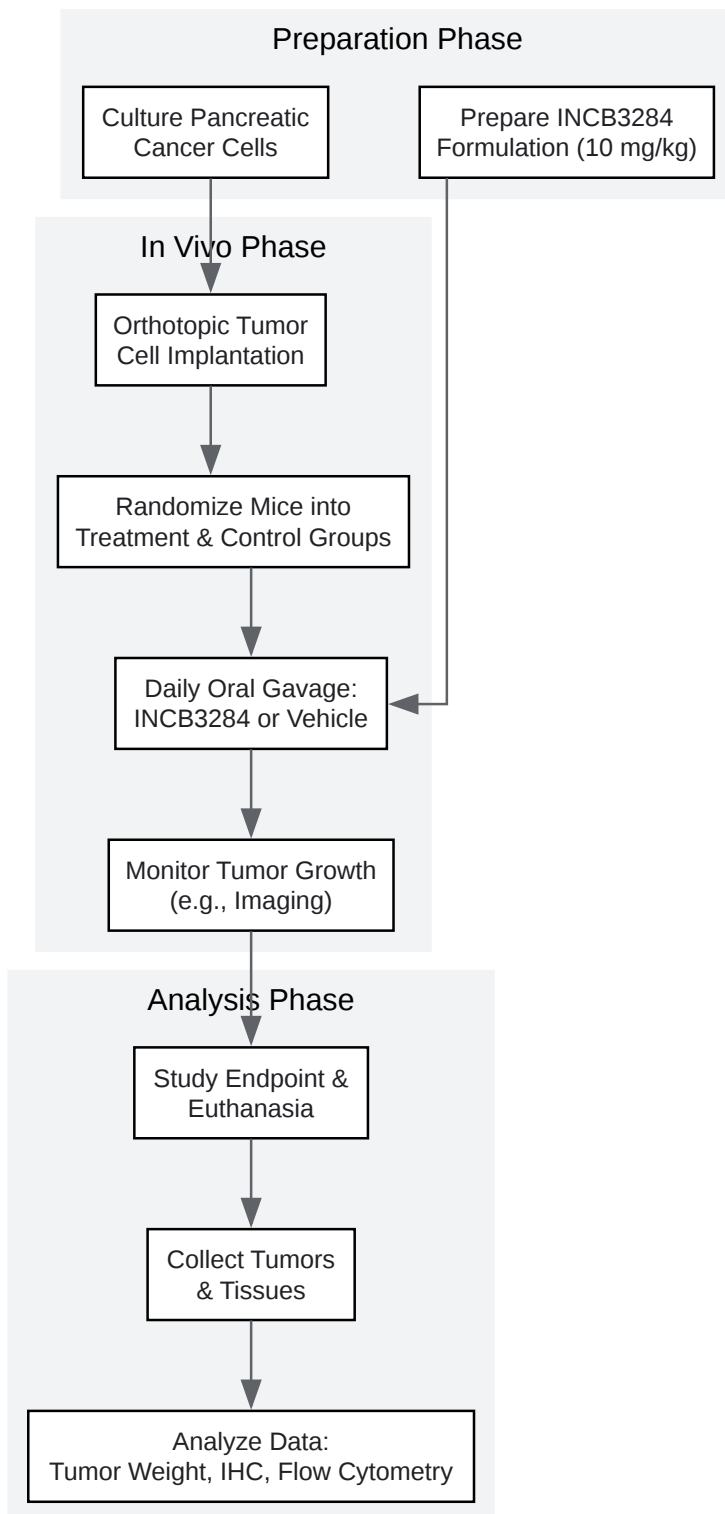 Preparation Phase
Culture Pancreatic
Cancer Cells
Prepare INCB3284
Formulation (10 mg/kg)
In Vivo Phase
Orthotopic Tumor
Cell Implantation
Randomize Mice into
Treatment & Control Groups
Daily Oral Gavage:
INCB3284 or Vehicle
Monitor Tumor Growth
(e.g., Imaging)
Analysis Phase
Study Endpoint &
Euthanasia
Collect Tumors
& Tissues
Analyze Data:
Tumor Weight, IHC, Flow Cytometry